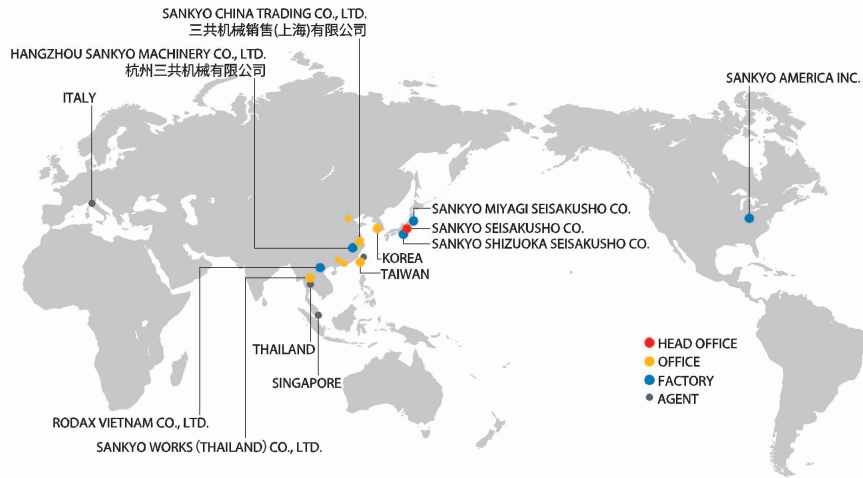 SANKYO CHINA TRADING CO., LTD.
三共机械销售(上海)有限公司
HANGZHOU SANKYO MACHINERY CO., LTD.
杭州三共机械有限公司
ITALY
SANKYO AMERICA INC.
SANKYO MIYAGI SEISAKUSHO CO.
SANKYO SEISAKUSHO CO.
SANKYO SHIZUOKA SEISAKUSHO CO.
KOREA
TAIWAN
THAILAND
SINGAPORE
RODAX VIETNAM CO., LTD.
SANKYO WORKS (THAILAND) CO., LTD.
HEAD OFFICE
OFFICE
FACTORY
AGENT